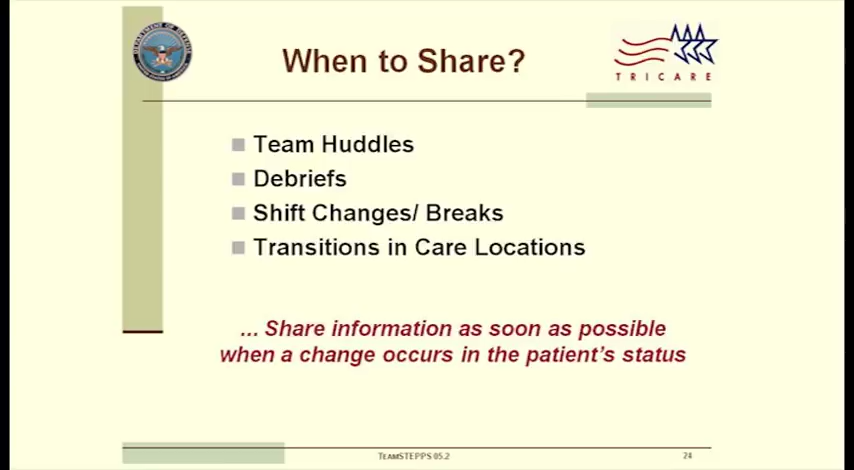 When to Share?
TRICARE
Team Huddles
Debriefs
Shift Changes/ Breaks
Transitions in Care Locations
... Share information as soon as possible
when a change occurs in the patient's status
TEAMSTEPPS 05.2
24